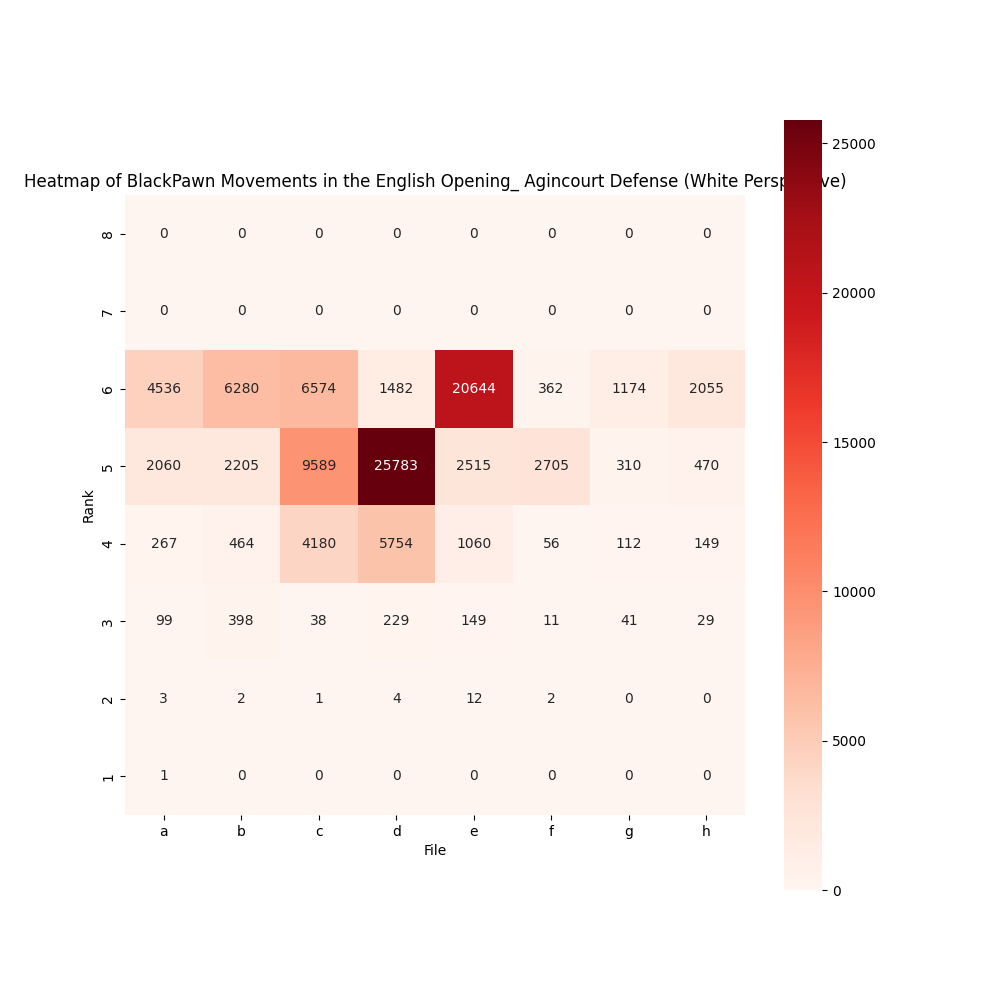 Heatmap of BlackPawn Movements in the English Opening_ Agincourt Defense (White Persp ve)
8 0 0 0 0 0 0 0 0
7 0 0 0 0 0 0 0 0
6 4536 6280 6574 1482 20644 362 1174 2055
5 2060 2205 9589 25783 2515 2705 310 470
4 267 464 4180 5754 1060 56 112 149
3 99 398 38 229 149 11 41 29
2 3 2 1 4 12 2 0 0
1 1 0 0 0 0 0 0 0
a b c d e f g h
File
Rank
25000
20000
15000
10000
5000
0